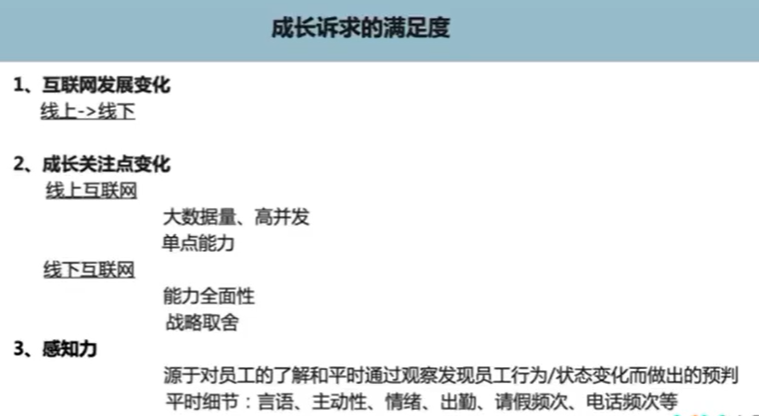 成长诉求的满足度
1、互联网发展变化
线上->线下
2、成长关注点变化
线上互联网
大数据量、高并发
单点能力
线下互联网
能力全面性
战略取舍
3、感知力
源于对员工的了解和平时通过观察发现员工行为/状态变化而做出的预判
平时细节：言语、主动性、情绪、出勤、请假频次、电话频次等